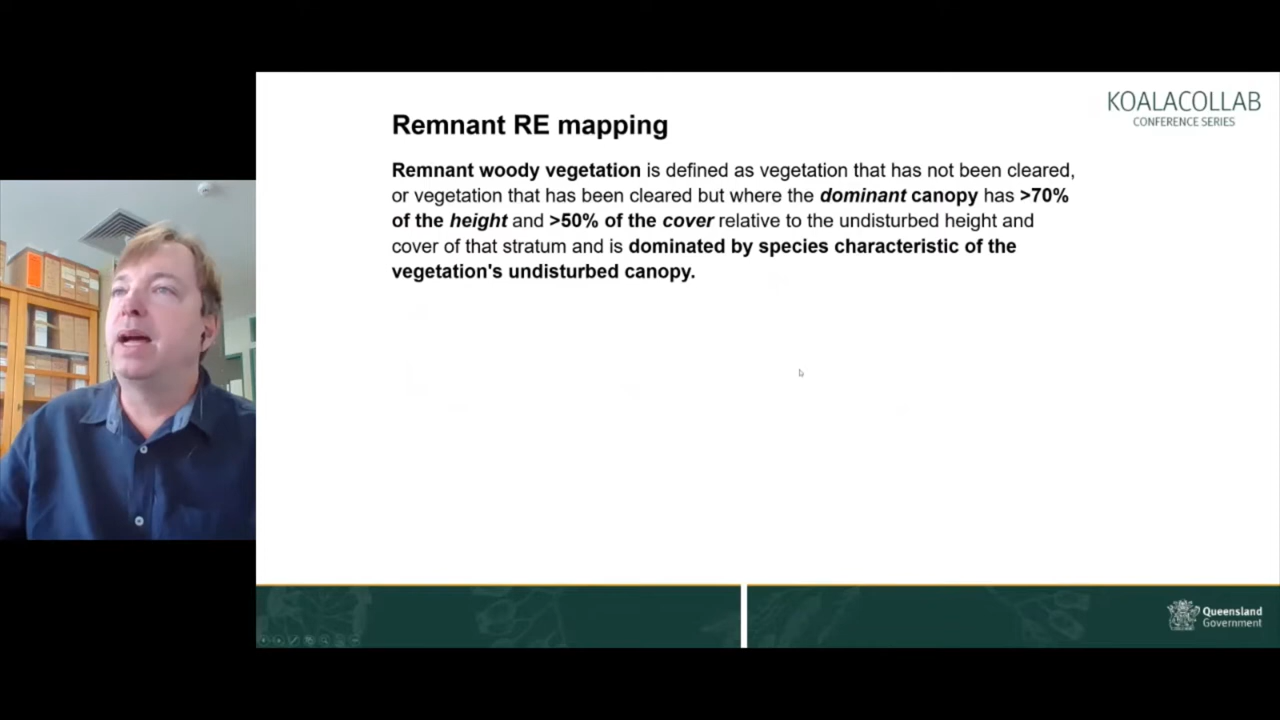 KOALACOLLAB
CONFERENCE SERIES
Remnant RE mapping
Remnant woody vegetation is defined as vegetation that has not been cleared,
or vegetation that has been cleared but where the dominant canopy has >70%
of the height and >50% of the cover relative to the undisturbed height and
cover of that stratum and is dominated by species characteristic of the
vegetation's undisturbed canopy.
Queensland
Government